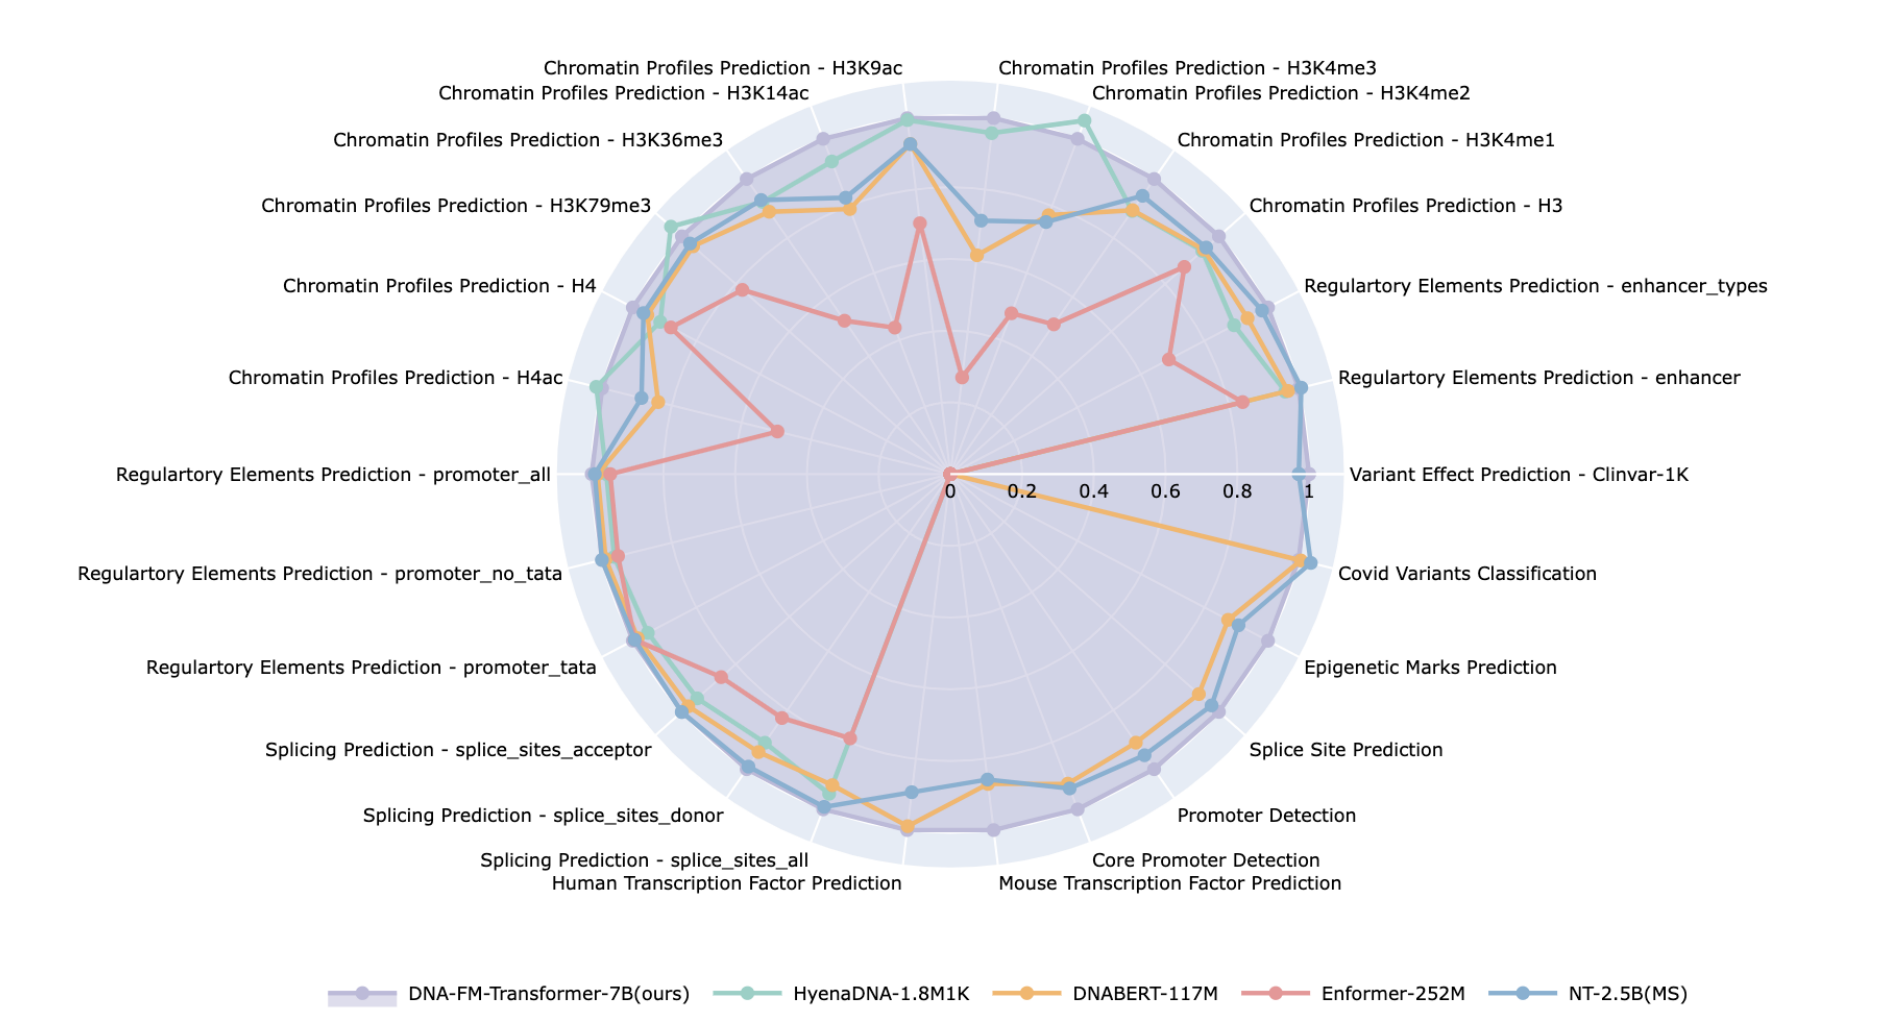 Chromatin Profiles Prediction - H3K9ac
Chromatin Profiles Prediction - H3K4me3
Chromatin Profiles Prediction - H3K14ac
Chromatin Profiles Prediction - H3K4me2
Chromatin Profiles Prediction - H3K36me3
Chromatin Profiles Prediction - H3K4me1
Chromatin Profiles Prediction - H3K79me3
Chromatin Profiles Prediction - H3
Chromatin Profiles Prediction - H4
Regulartory Elements Prediction - enhancer_types
Chromatin Profiles Prediction - H4ac
Regulartory Elements Prediction - enhancer
Regulartory Elements Prediction - promoter_all
Variant Effect Prediction - Clinvar-1K
0 0.2 0.4 0.6 0.8 1
Regulartory Elements Prediction - promoter_no_tata
Covid Variants Classification
Regulartory Elements Prediction - promoter_tata
Epigenetic Marks Prediction
Splicing Prediction - splice_sites_acceptor
Splice Site Prediction
Splicing Prediction - splice_sites_donor
Promoter Detection
Splicing Prediction - splice_sites_all
Core Promoter Detection
Human Transcription Factor Prediction
Mouse Transcription Factor Prediction
DNA-FM-Transformer-7B(ours) HyenaDNA-1.8M1K DNABERT-117M Enformer-252M NT-2.5B(MS)